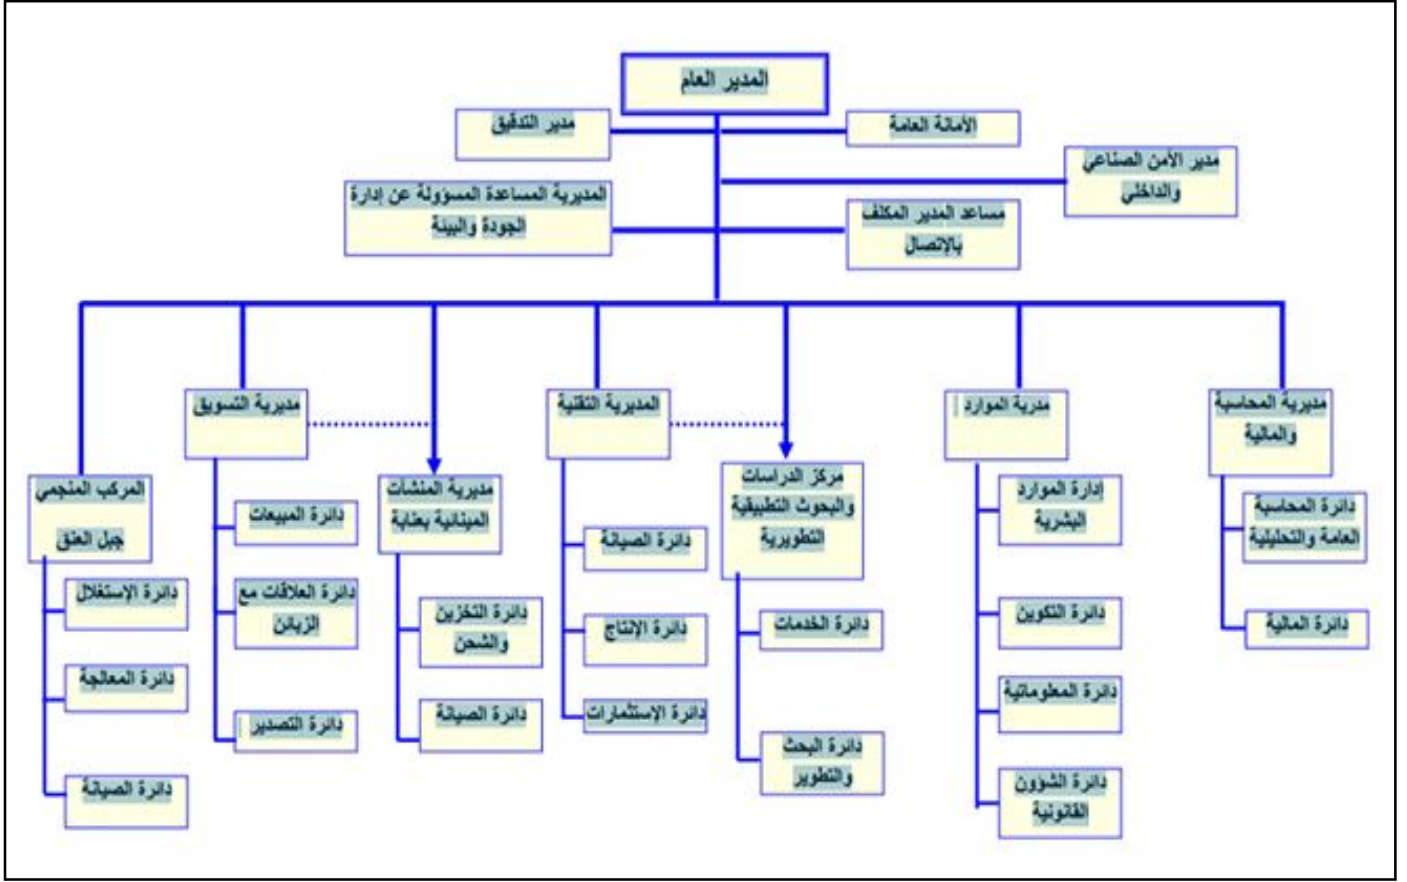 المدير العام
الأمانة العامة
مدير التدقيق
مدير الأمن الصناعي
والداخلي
المديرية المساعدة المسؤولة عن إدارة
الجودة والبيئة
مساعد المدير المكلف
بالإتصال
مديرية المحاسبة
والمالية
دائرة المحاسبة
العامة والتحليلية
دائرة المالية
مدرية الموارد
إدارة الموارد
البشرية
دائرة التكوين
دائرة المعلوماتية
دائرة الشؤون
القانونية
مركز الدراسات
والبحوث التطبيقية
التطويرية
دائرة الخدمات
دائرة البحث
والتطوير
المديرية التقنية
دائرة الصيانة
دائرة الإنتاج
دائرة الإستثمارات
مديرية المنشآت
المينائية بعنابة
دائرة التخزين
والشحن
دائرة الصيانة
مديرية التسويق
دائرة المبيعات
دائرة العلاقات مع
الزبائن
دائرة التصدير
المركب المنجمي
جبل العنق
دائرة الإستغلال
دائرة المعالجة
دائرة الصيانة